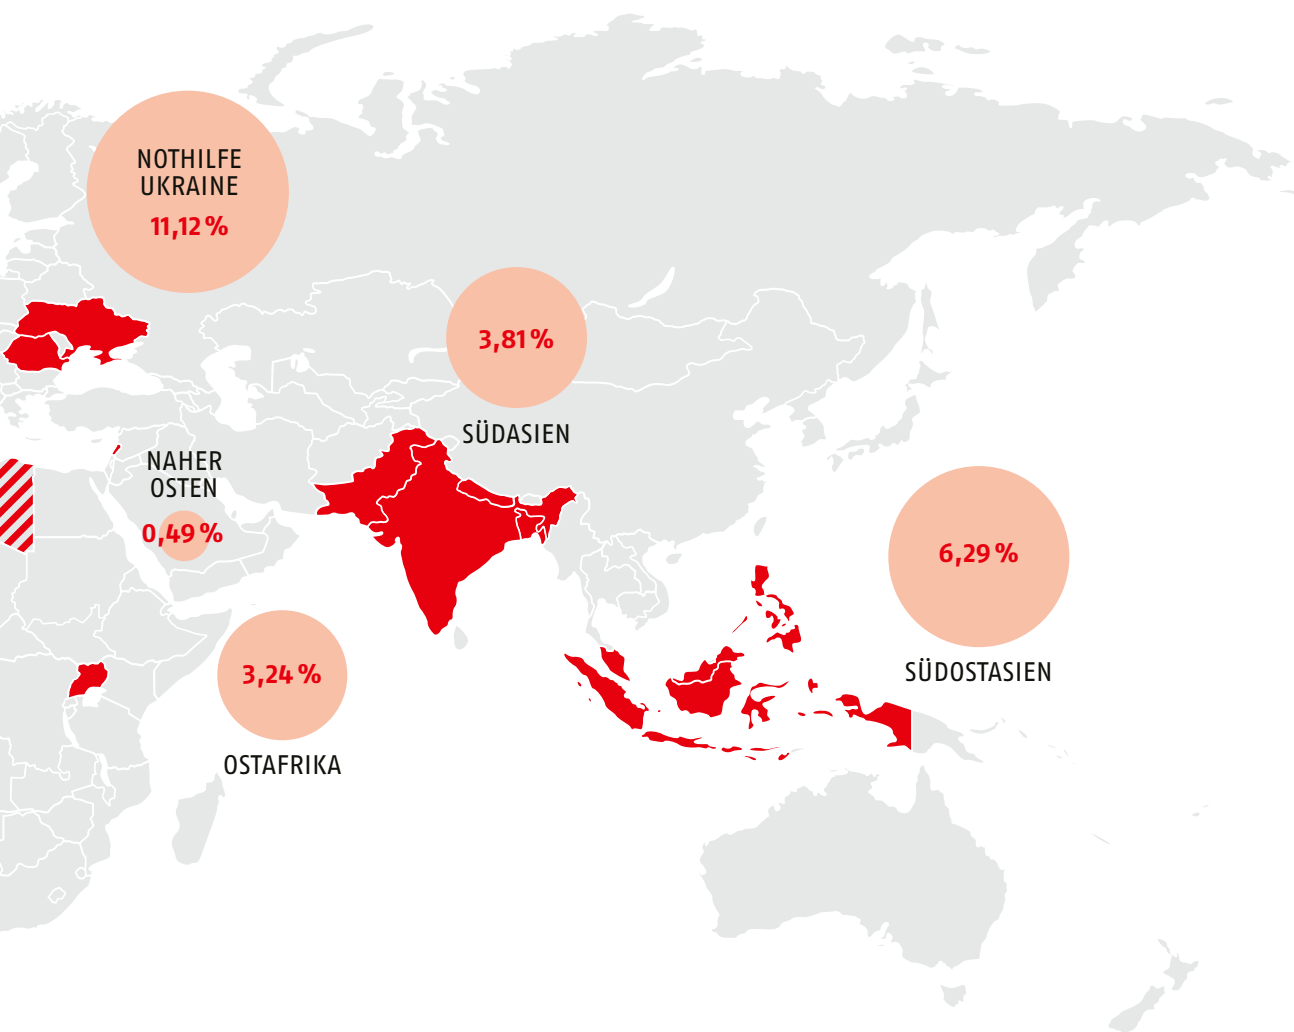 NOTHILFE
UKRAINE
11,12 %
3,81 %
SÜDASIEN
NAHER
OSTEN
0,49 %
6,29 %
SÜDOSTASIEN
3,24 %
OSTAFRIKA